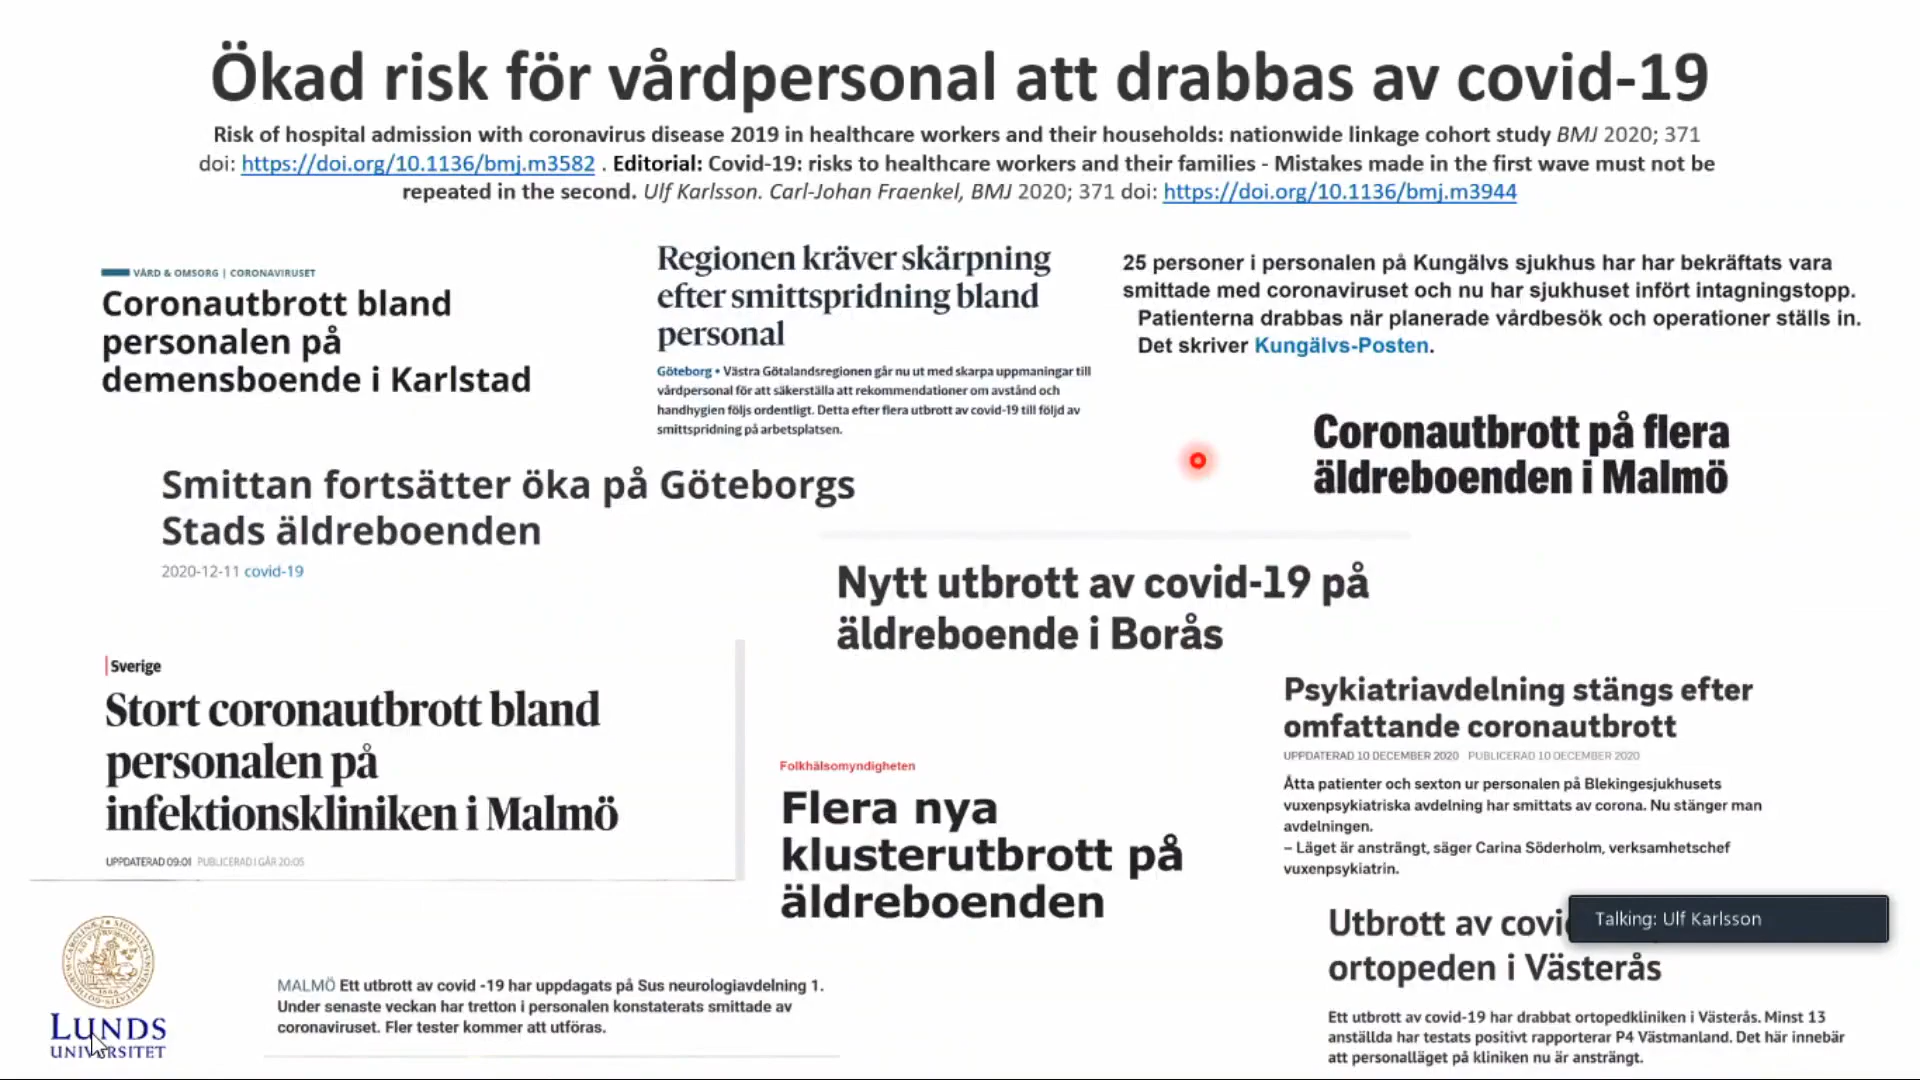 Ökad risk för vårdpersonal att drabbas av covid-19
Risk of hospital admission with coronavirus disease 2019 in healthcare workers and their households: nationwide linkage cohort study BMJ 2020; 371
doi: https://doi.org/10.1136/bmj.m3582 . Editorial: Covid-19: risks to healthcare workers and their families - Mistakes made in the first wave must not be
repeated in the second. Ulf Karlsson. Carl-Johan Fraenkel, BMJ 2020; 371 doi: https://doi.org/10.1136/bmj.m3944
VÅRD & OMSORG | CORONAVIRUSET
Coronautbrott bland
personalen på
demensboende i Karlstad
Regionen kräver skärpning
efter smittspridning bland
personal
Göteborg • Västra Götalandsregionen går nu ut med skarpa uppmaningar till
vårdpersonal för att säkerställa att rekommendationer om avstånd och
handhygien följs ordentligt. Detta efter flera utbrott av covid-19 till följd av
smittspridning på arbetsplatsen.
25 personer i personalen på Kungälvs sjukhus har har bekräftats vara
smittade med coronaviruset och nu har sjukhuset infört intagningstopp.
Patienterna drabbas när planerade vårdbesök och operationer ställs in.
Det skriver Kungälvs-Posten.
Coronautbrott på flera
äldreboenden i Malmö
Smittan fortsätter öka på Göteborgs
Stads äldreboenden
2020-12-11 covid-19
Nytt utbrott av covid-19 på
äldreboende i Borås
Sverige
Stort coronautbrott bland
personalen på
infektionskliniken i Malmö
UPPDATERAD 09:01 PUBLICERAD I GÅR 20:05
Folkhälsomyndigheten
Flera nya
klusterutbrott på
äldreboenden
Psykiatriavdelning stängs efter
omfattande coronautbrott
UPPDATERAD 10 DECEMBER 2020 PUBLICERAD 10 DECEMBER 2020
Åtta patienter och sexton ur personalen på Blekingesjukhusets
vuxenpsykiatriska avdelning har smittats av corona. Nu stänger man
avdelningen.
– Läget är ansträngt, säger Carina Söderholm, verksamhetschef
vuxenpsykiatrin.
Utbrott av covi
Talking: Ulf Karlsson
ortopeden i Västerås
Ett utbrott av covid-19 har drabbat ortopedkliniken i Västerås. Minst 13
anställda har testats positivt rapporterar P4 Västmanland. Det här innebär
att personalläget på kliniken nu är ansträngt.
MALMÖ Ett utbrott av covid -19 har uppdagats på Sus neurologiavdelning 1.
Under senaste veckan har tretton i personalen konstaterats smittade av
coronaviruset. Fler tester kommer att utföras.
LUNDS
UNIVERSITET